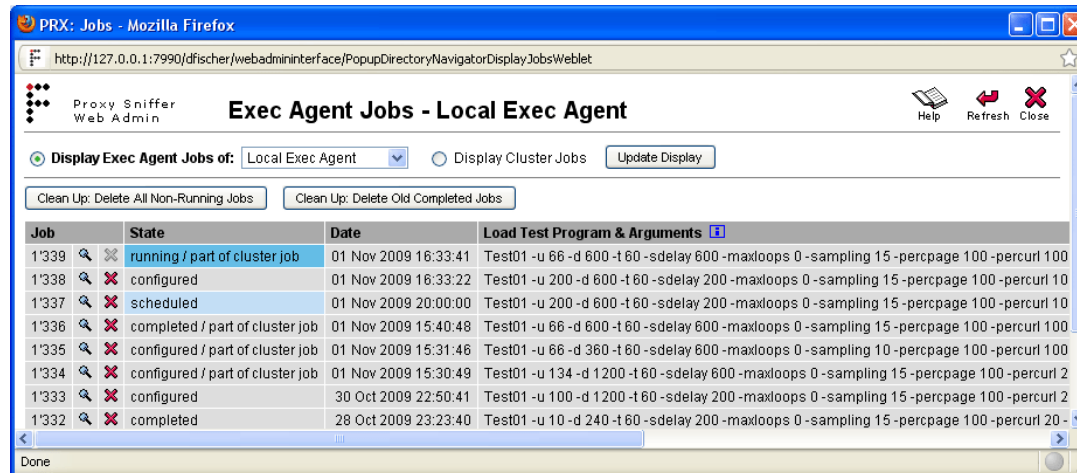 PRX: Jobs - Mozilla Firefox
http://127.0.0.1:7990/dfischer/webadmininterface/PopupDirectoryNavigatorDisplayJobsWeblet
Proxy Sniffer
Web Admin
Exec Agent Jobs - Local Exec Agent
Help Refresh Close
Display Exec Agent Jobs of: Local Exec Agent Display Cluster Jobs Update Display
Clean Up: Delete All Non-Running Jobs Clean Up: Delete Old Completed Jobs
Job State Date Load Test Program & Arguments i
1'339 running / part of cluster job 01 Nov 2009 16:33:41 Test01 -u 66 -d 600 -t 60 -sdelay 600 -maxloops 0 -sampling 15 -percpage 100 -percurl 100
1'338 configured 01 Nov 2009 16:33:22 Test01 -u 200 -d 600 -t 60 -sdelay 200 -maxloops 0 -sampling 15 -percpage 100 -percurl 10
1'337 scheduled 01 Nov 2009 20:00:00 Test01 -u 200 -d 600 -t 60 -sdelay 200 -maxloops 0 -sampling 15 -percpage 100 -percurl 10
1'336 completed / part of cluster job 01 Nov 2009 15:40:48 Test01 -u 66 -d 600 -t 60 -sdelay 600 -maxloops 0 -sampling 15 -percpage 100 -percurl 100
1'335 configured / part of cluster job 01 Nov 2009 15:31:46 Test01 -u 66 -d 360 -t 60 -sdelay 600 -maxloops 0 -sampling 10 -percpage 100 -percurl 100
1'334 configured / part of cluster job 01 Nov 2009 15:30:49 Test01 -u 134 -d 1200 -t 60 -sdelay 600 -maxloops 0 -sampling 15 -percpage 100 -percurl 2
1'333 configured 30 Oct 2009 22:50:41 Test01 -u 100 -d 1200 -t 60 -sdelay 200 -maxloops 0 -sampling 15 -percpage 100 -percurl 2
1'332 completed 28 Oct 2009 23:23:40 Test01 -u 10 -d 240 -t 60 -sdelay 200 -maxloops 0 -sampling 15 -percpage 100 -percurl 20 -
Done